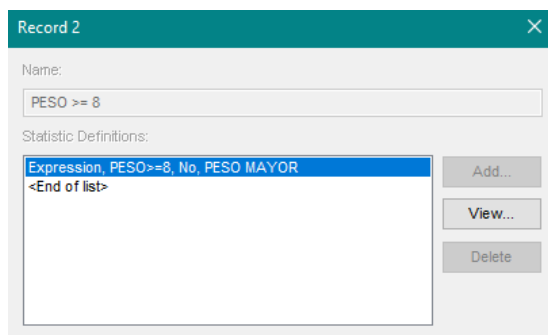 Record 2
Name:
PESO >= 8
Statistic Definitions:
Expression, PESO>=8, No, PESO MAYOR
<End of list>
Add...
View...
Delete